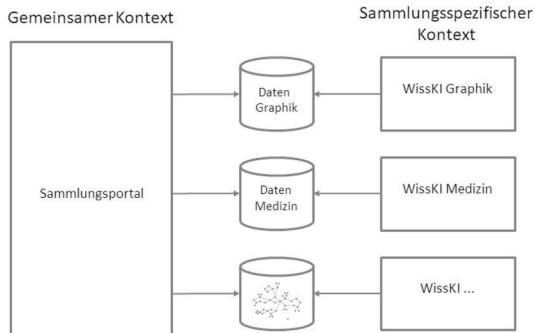 Gemeinsamer Kontext
Sammlungsspezifischer
Kontext
Sammlungsportal
Daten
Graphik
WissKI Graphik
Daten
Medizin
WissKI Medizin
WissKI ...